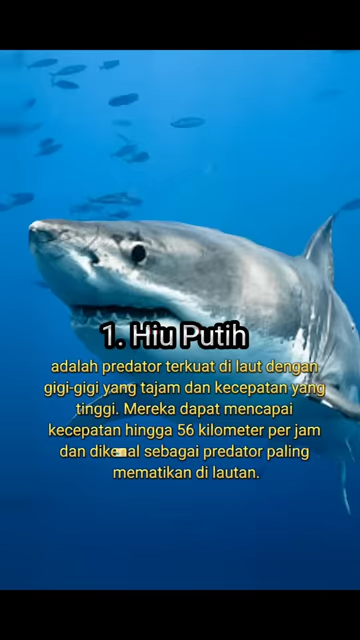 1. Hiu Putih
adalah predator terkuat di laut dengan
gigi-gigi yang tajam dan kecepatan yang
tinggi. Mereka dapat mencapai
kecepatan hingga 56 kilometer per jam
dan dikenal sebagai predator paling
mematikan di lautan.